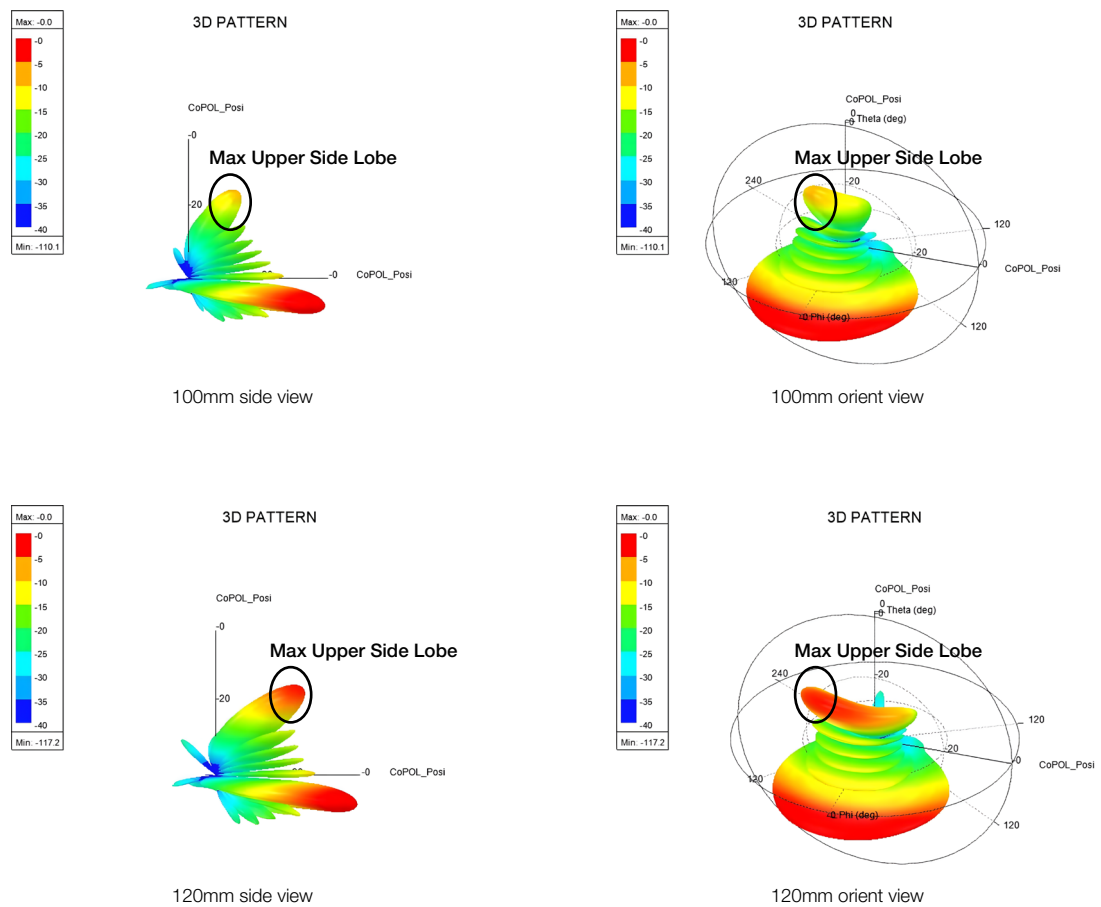 Max: -0.0
3D PATTERN
-0
-5
-10
-15
-20
-25
-30
-35
-40
Min: -110.1
CoPOL_Posi
-0
Max Upper Side Lobe
-20
-0
CoPOL_Posi
100mm side view
Max: -0.0
3D PATTERN
-0
-5
-10
-15
-20
-25
-30
-35
-40
Min: -110.1
CoPOL_Posi
0
-0
Theta (deg)
Max Upper Side Lobe
240
-20
120
-20
-0
CoPOL_Posi
120
-0 Phi (deg)
120
100mm orient view
Max: -0.0
3D PATTERN
-0
-5
-10
-15
-20
-25
-30
-35
-40
Min: -117.2
CoPOL_Posi
-0
Max Upper Side Lobe
-20
-0
CoPOL_Posi
120mm side view
Max: -0.0
3D PATTERN
-0
-5
-10
-15
-20
-25
-30
-35
-40
Min: -117.2
CoPOL_Posi
0
-0
Theta (deg)
Max Upper Side Lobe
240
-20
120
-20
-0
CoPOL_Posi
120
-0 Phi (deg)
120
120mm orient view